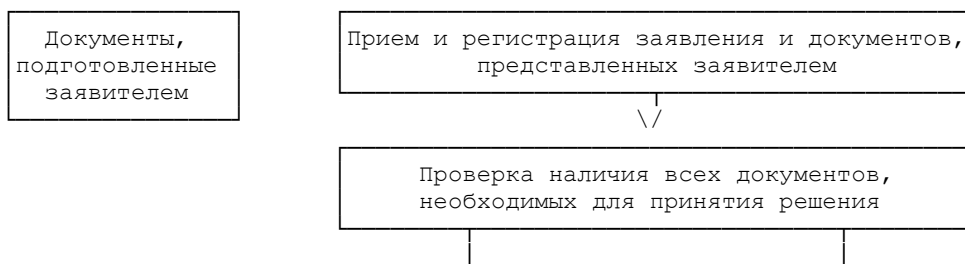 Документы,
подготовленные
заявителем
Прием и регистрация заявления и документов,
представленных заявителем
\/
Проверка наличия всех документов,
необходимых для принятия решения